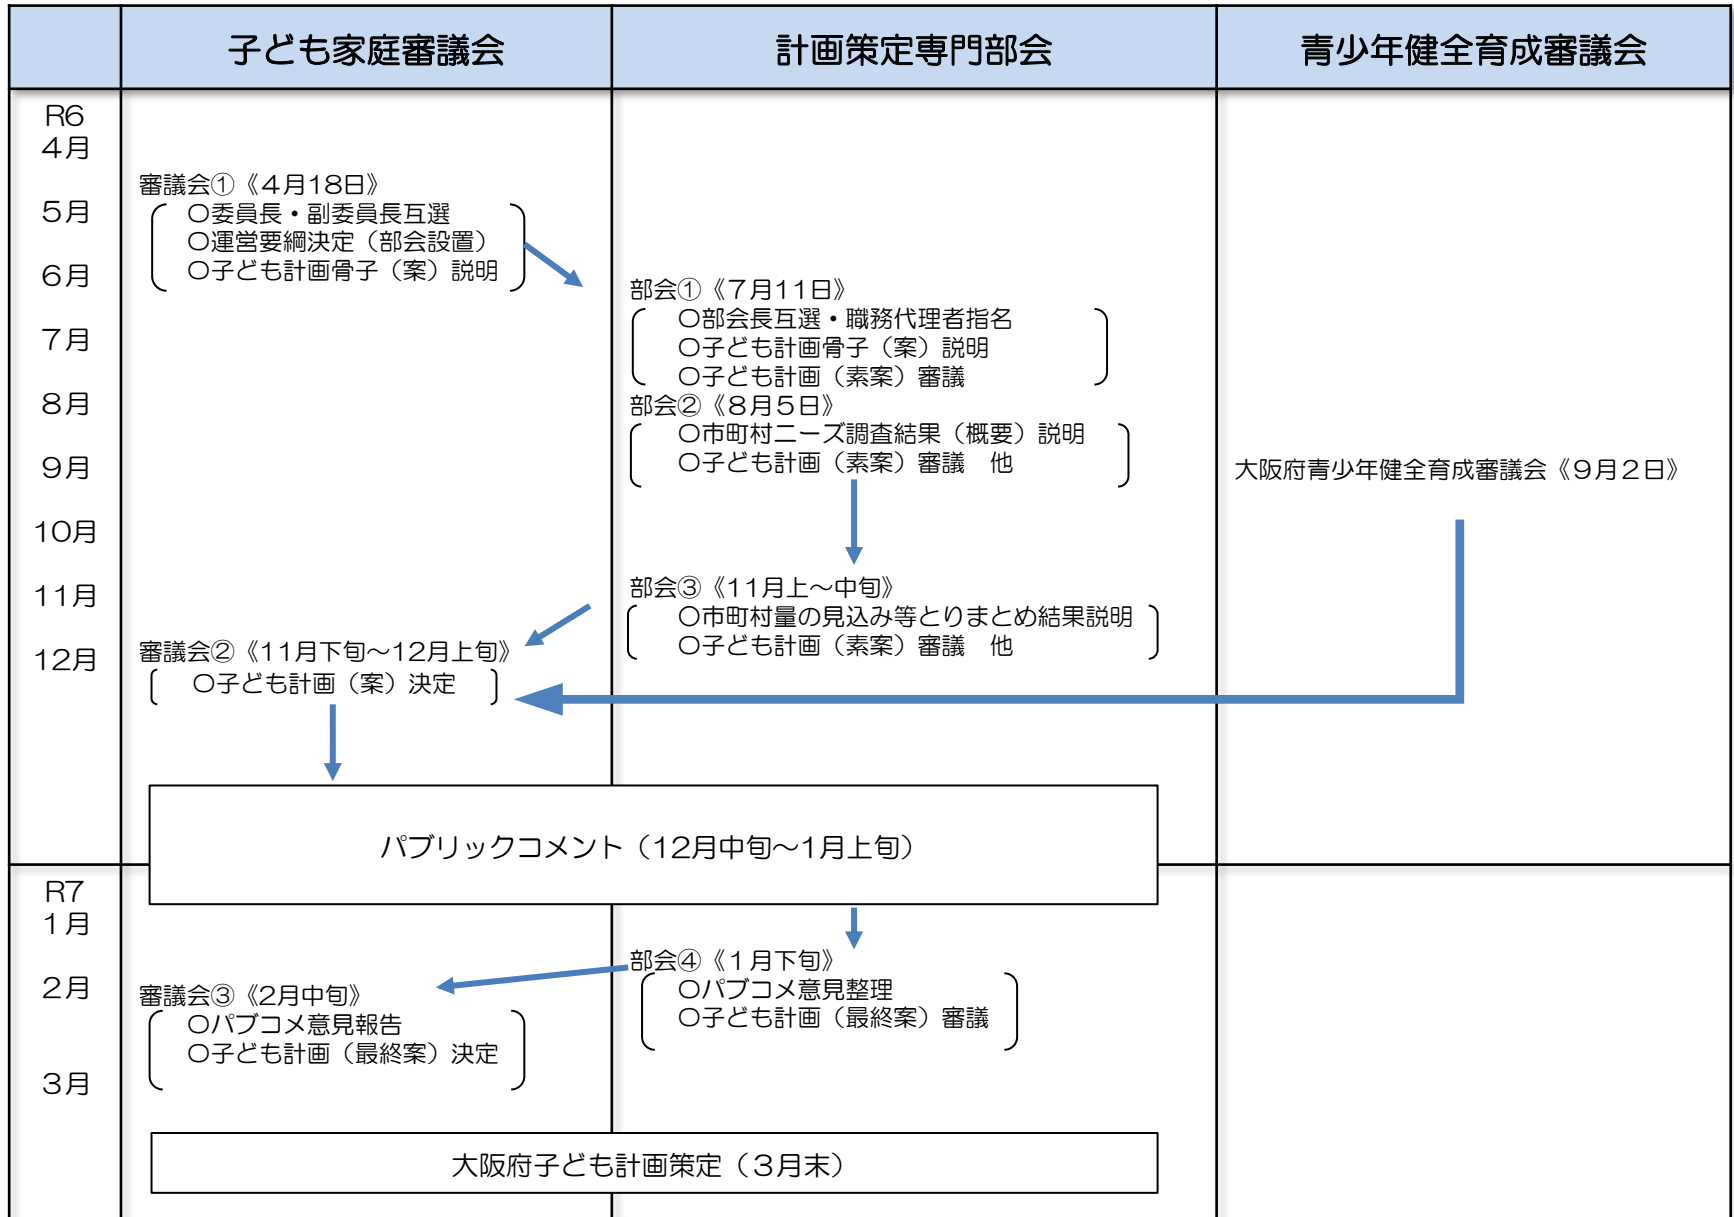 子ども家庭審議会
計画策定専門部会
青少年健全育成審議会
R6
4月
5月
6月
7月
8月
9月
10月
11月
12月
審議会①《4月18日》
〇委員長・副委員長互選
〇運営要綱決定（部会設置）
〇子ども計画骨子（案）説明
部会①《7月11日》
〇部会長互選・職務代理者指名
〇子ども計画骨子（案）説明
〇子ども計画（素案）審議
部会②《8月5日》
〇市町村ニーズ調査結果（概要）説明
〇子ども計画（素案）審議　他
大阪府青少年健全育成審議会《9月2日》
部会③《11月上～中旬》
〇市町村量の見込み等とりまとめ結果説明
〇子ども計画（素案）審議　他
審議会②《11月下旬～12月上旬》
〇子ども計画（案）決定
パブリックコメント（12月中旬～1月上旬）
R7
1月
2月
3月
部会④《1月下旬》
〇パブコメ意見整理
〇子ども計画（最終案）審議
審議会③《2月中旬》
〇パブコメ意見報告
〇子ども計画（最終案）決定
大阪府子ども計画策定（3月末）